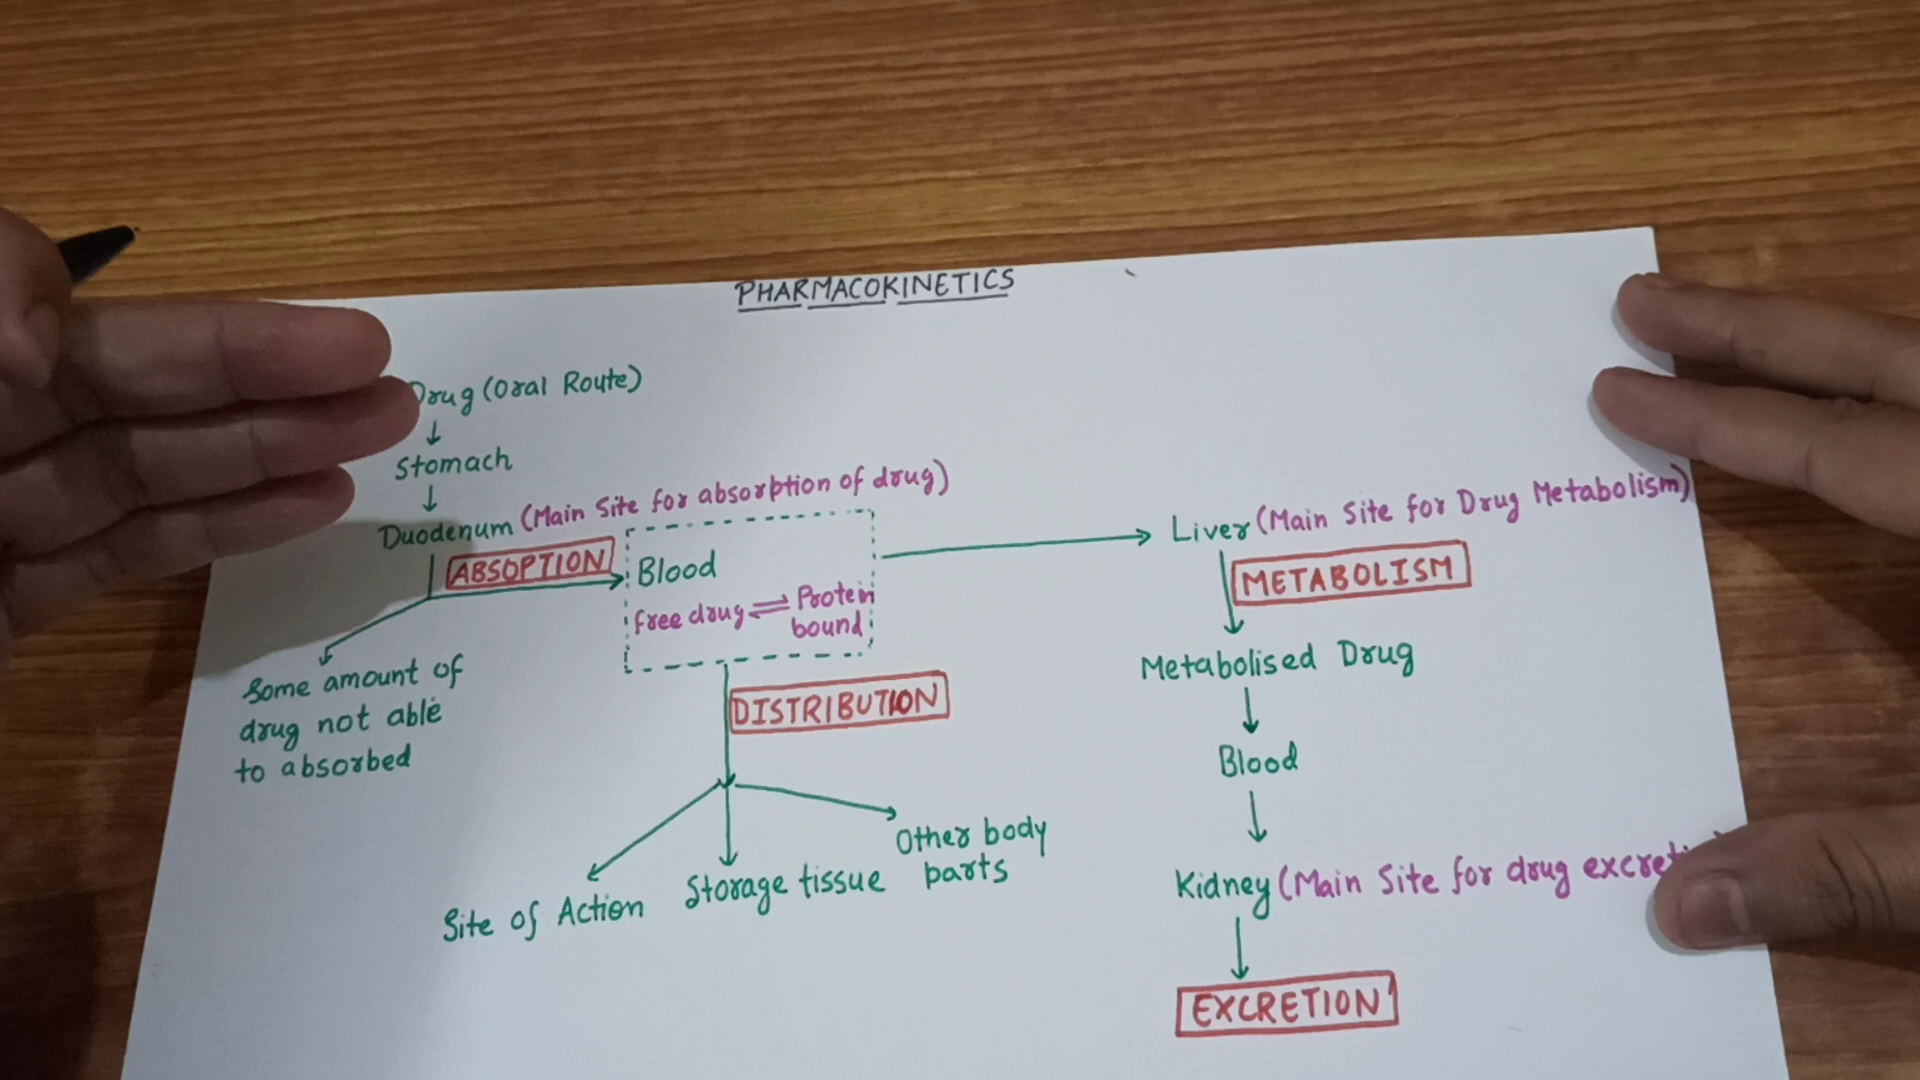 PHARMACOKINETICS
Drug (Oral Route)
Stomach
Duodenum (Main Site for absorption of drug)
ABSOPTION
Blood
free drug ⇌ Protein
bound
Some amount of
drug not able
to absorbed
DISTRIBUTION
Site of Action
Storage tissue
Other body
parts
Liver (Main Site for Drug Metabolism)
METABOLISM
Metabolised Drug
Blood
Kidney (Main Site for drug
EXCRETION